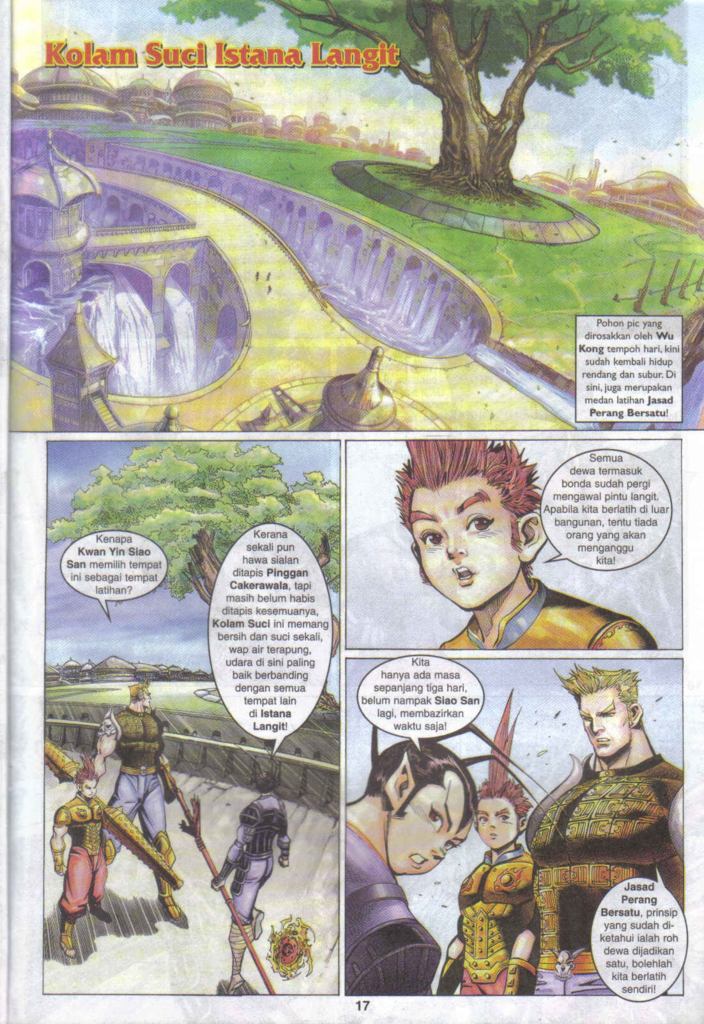 Kolam Suci Istana Langit
Pohon pic yang
dirosakkan oleh Wu
Kong tempoh hari, kini
sudah kembali hidup
rendang dan subur. Di
sini, juga merupakan
medan latihan Jasad
Perang Bersatu!
Kenapa
Kwan Yin Siao
San memilih tempat
ini sebagai tempat
latihan?
Kerana
sekali pun
hawa sialan
ditapis Pinggan
Cakerawala, tapi
masih belum habis
ditapis kesemuanya,
Kolam Suci ini memang
bersih dan suci sekali,
wap air terapung,
udara di sini paling
baik berbanding
dengan semua
tempat lain
di Istana
Langit!
Semua
dewa termasuk
bonda sudah pergi
mengawal pintu langit.
Apabila kita berlatih di luar
bangunan, tentu tiada
orang yang akan
menganggu
kita!
Kita
hanya ada masa
sepanjang tiga hari,
belum nampak Siao San
lagi, membazirkan
waktu saja!
Jasad
Perang
Bersatu, prinsip
yang sudah di-
ketahui ialah roh
dewa dijadikan
satu, bolehlah
kita berlatih
sendiri!
17